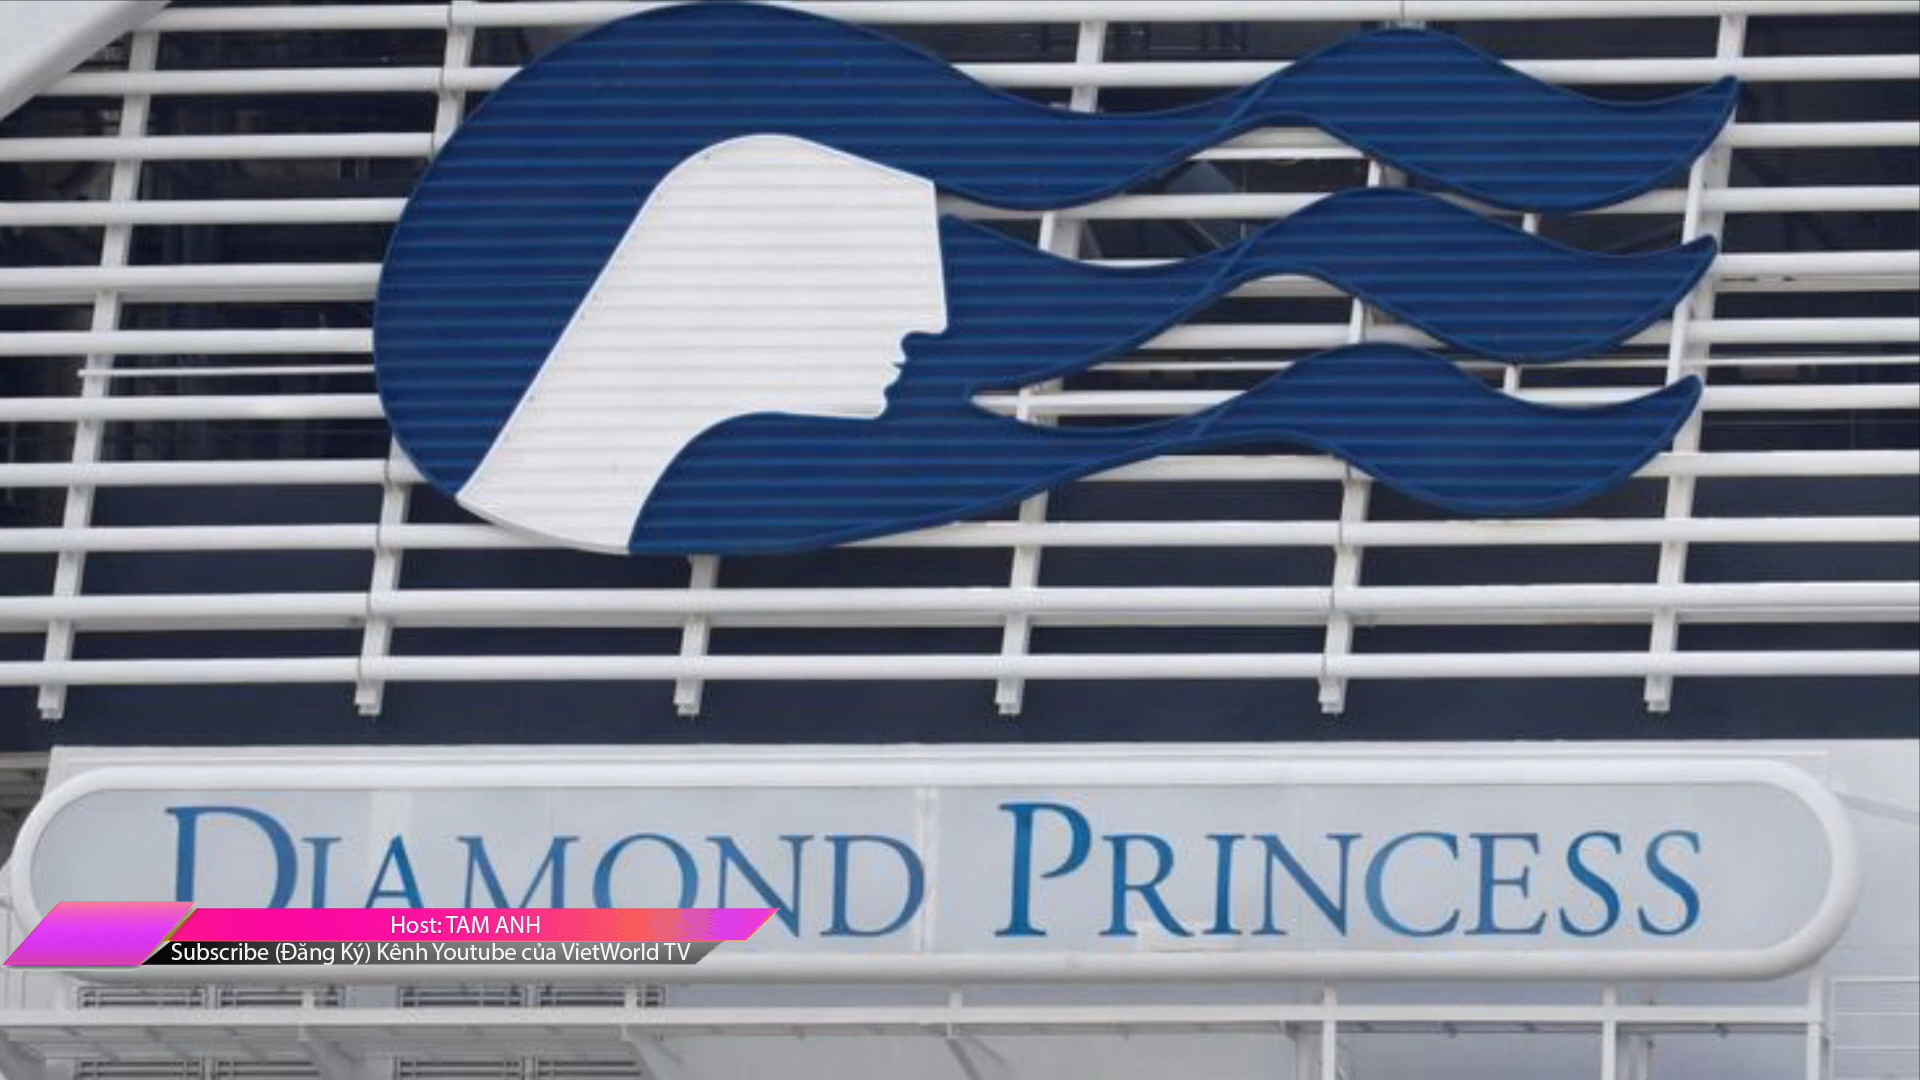 DIAMOND PRINCESS
Host: TAM ANH
Subscribe (Đăng Ký) Kênh Youtube của VietWorld TV